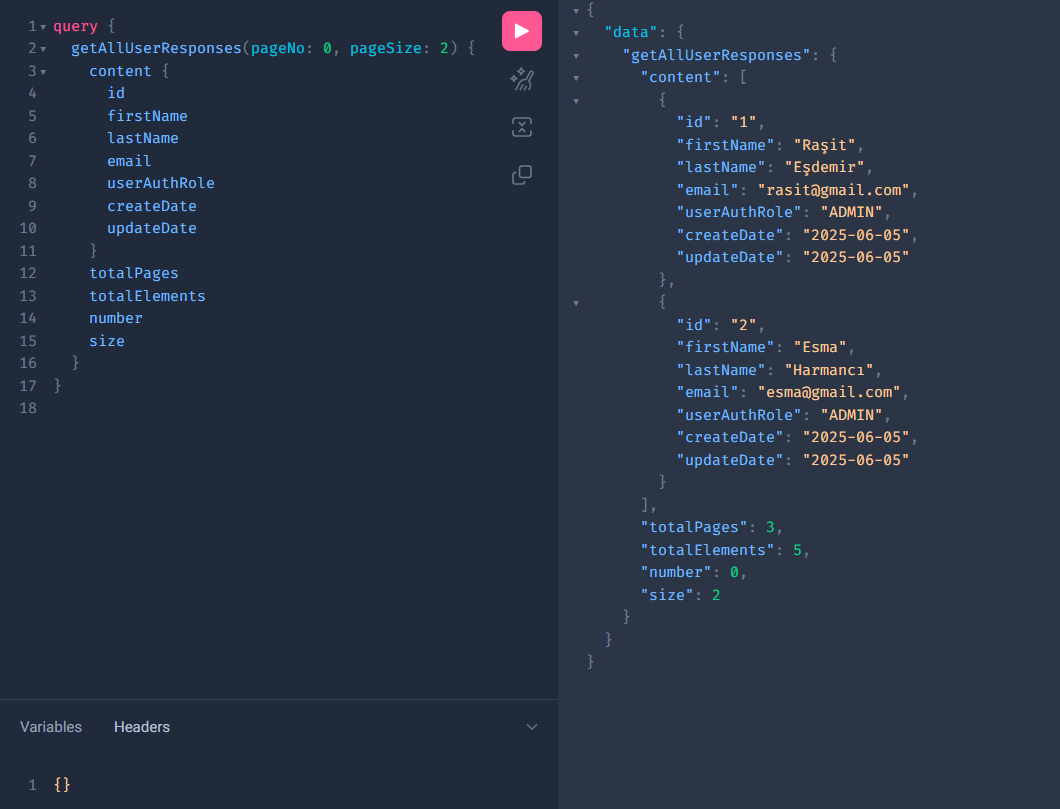 1 query {
2 getAllUserResponses(pageNo: 0, pageSize: 2) {
3 content {
4 id
5 firstName
6 lastName
7 email
8 userAuthRole
9 createDate
10 updateDate
11 }
12 totalPages
13 totalElements
14 number
15 size
16 }
17 }
18
Variables Headers
1 {}
{
"data": {
"getAllUserResponses": {
"content": [
{
"id": "1",
"firstName": "Raşit",
"lastName": "Eşdemir",
"email": "rasit@gmail.com",
"userAuthRole": "ADMIN",
"createDate": "2025-06-05",
"updateDate": "2025-06-05"
},
{
"id": "2",
"firstName": "Esma",
"lastName": "Harmancı",
"email": "esma@gmail.com",
"userAuthRole": "ADMIN",
"createDate": "2025-06-05",
"updateDate": "2025-06-05"
}
],
"totalPages": 3,
"totalElements": 5,
"number": 0,
"size": 2
}
}
}